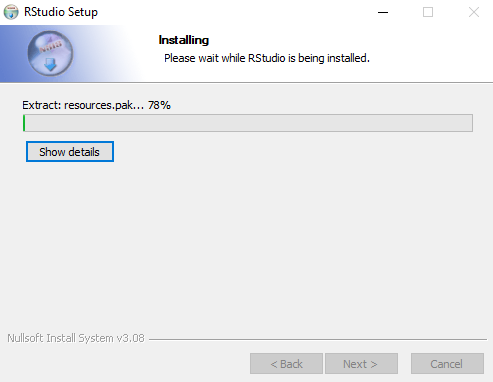 RStudio Setup
Installing
Please wait while RStudio is being installed.
Extract: resources.pak... 78%
Show details
Nullsoft Install System v3.08
< Back Next > Cancel